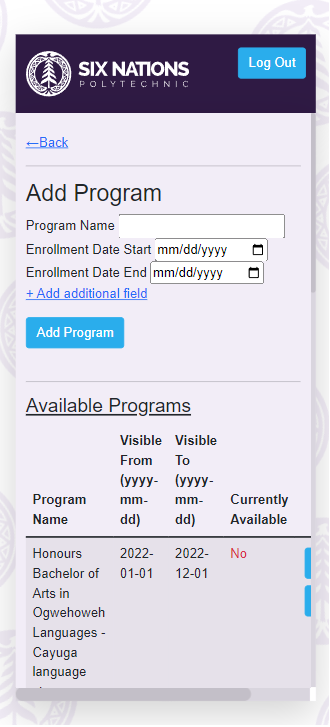 SIX NATIONS
POLYTECHNIC
Log Out
←Back
Add Program
Program Name
Enrollment Date Start mm/dd/yyyy
Enrollment Date End mm/dd/yyyy
+ Add additional field
Add Program
Available Programs
Program Name
Visible From (yyyy-mm-dd)
Visible To (yyyy-mm-dd)
Currently Available
Honours
Bachelor of
Arts in
Ogwehoweh
Languages -
Cayuga
language
2022-
01-01
2022-
12-01
No